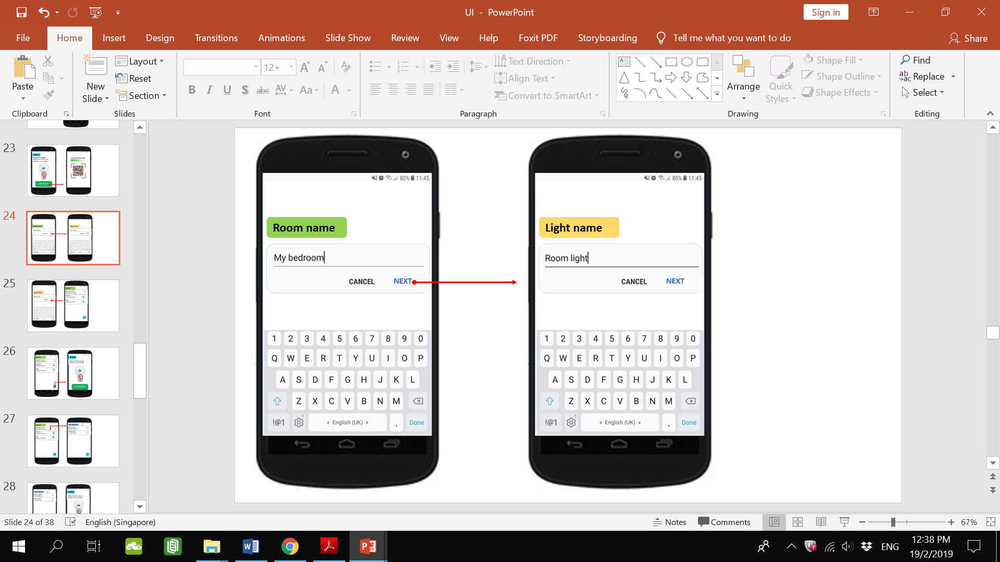 UI - PowerPoint
Sign in
File Home Insert Design Transitions Animations Slide Show Review View Help Foxit PDF Storyboarding Tell me what you want to do Share
Paste
New Slide
Layout
Reset
Section
12+
B I U S abc AV Aa A
Text Direction
Align Text
Convert to SmartArt
Arrange
Quick Styles
Shape Fill
Shape Outline
Shape Effects
Find
Replace
Select
Clipboard Slides Font Paragraph Drawing Editing
23
24
25
26
27
28
80% 11:45
Room name
My bedroom
CANCEL NEXT
1 2 3 4 5 6 7 8 9 0
Q W E R T Y U I O P
A S D F G H J K L
Z X C V B N M
!@1 English (UK) . Done
80% 11:45
Light name
Room light
CANCEL NEXT
1 2 3 4 5 6 7 8 9 0
Q W E R T Y U I O P
A S D F G H J K L
Z X C V B N M
!@1 English (UK) . Done
Slide 24 of 38 English (Singapore) Notes Comments 67%
ENG
12:38 PM
19/2/2019